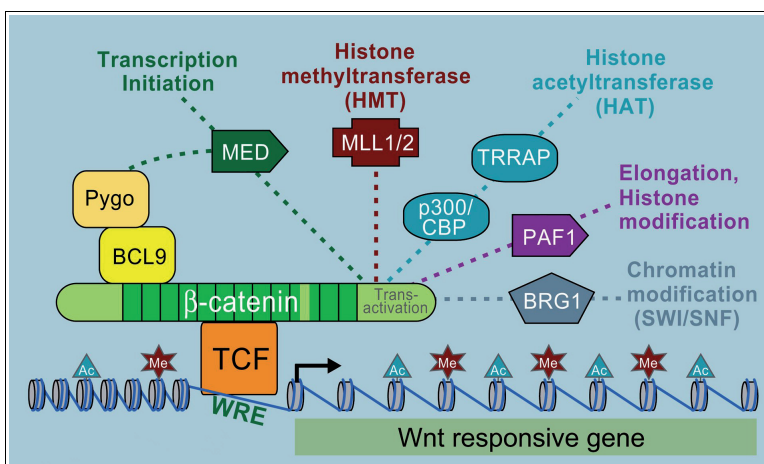 Transcription
Initiation
Histone
methyltransferase
(HMT)
Histone
acetyltransferase
(HAT)
MED
MLL1/2
TRRAP
Elongation,
Histone
modification
Pygo
p300/
CBP
PAF1
BCL9
β-catenin
Trans-
activation
BRG1
Chromatin
modification
(SWI/SNF)
TCF
Ac
Me
Ac
Me
Ac
Me
Ac
Me
Ac
WRE
Wnt responsive gene